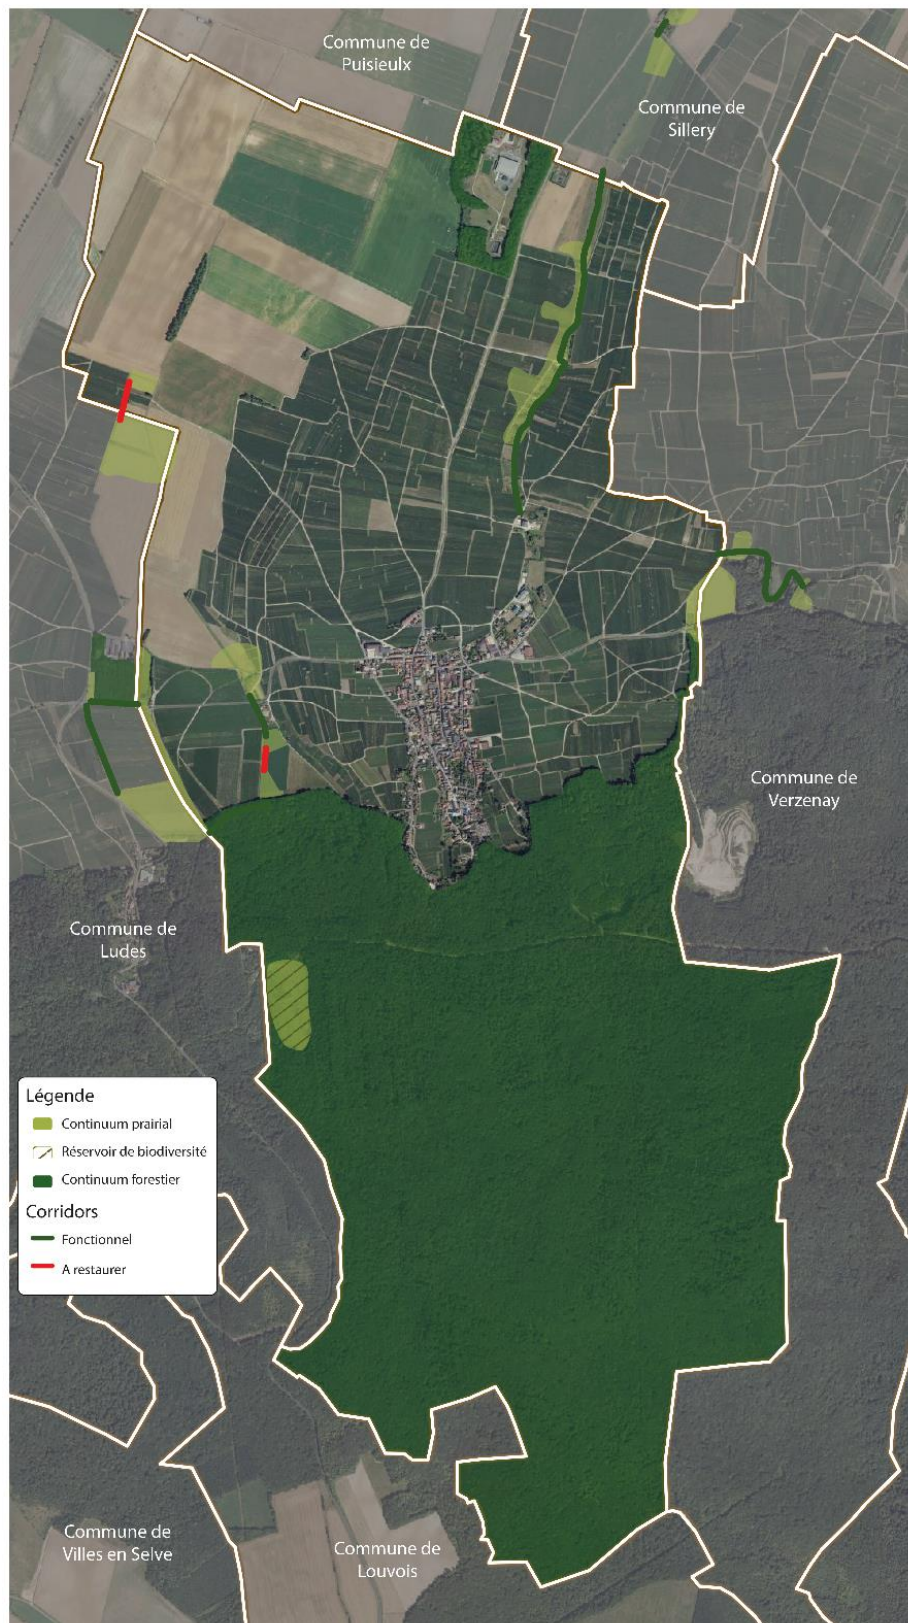 Commune de
Puisieulx
Commune de
Sillery
Commune de
Verzenay
Commune de
Ludes
Légende
Continuum prairial
Réservoir de biodiversité
Continuum forestier
Corridors
Fonctionnel
A restaurer
Commune de
Villes en Selve
Commune de
Louvois